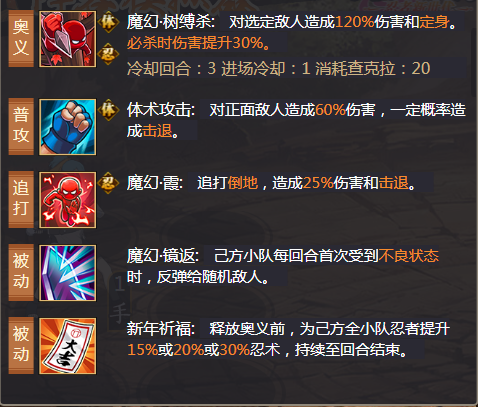 奥义 体 忍 魔幻·树缚杀: 对选定敌人造成120%伤害和定身。
必杀时伤害提升30%。
冷却回合:3 进场冷却:1 消耗查克拉:20
普攻 体 体术攻击: 对正面敌人造成60%伤害,一定概率造
成击退。
追打 忍 魔幻·霞: 追打倒地,造成25%伤害和击退。
被动 魔幻·镜返: 己方小队每回合首次受到不良状态
时,反弹给随机敌人。
被动 大吉 新年祈福: 释放奥义前,为己方全小队忍者提升
15%或20%或30%忍术,持续至回合结束。
1
手